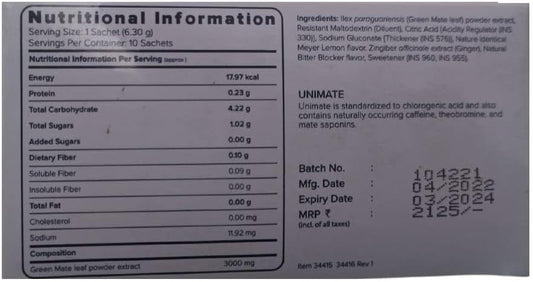 Nutritional Information
Serving Size: 1 Sachet (6.30 g)
Servings Per Container: 10 Sachets
Nutritional Information Per Serving (approx)
Energy 17.97 kcal
Protein 0.23 g
Total Carbohydrate 4.22 g
Total Sugars 1.02 g
Added Sugars 0.00 g
Dietary Fiber 0.10 g
Soluble Fiber 0.09 g
Insoluble Fiber 0.00 g
Total Fat 0.00 g
Cholesterol 0.00 mg
Sodium 11.92 mg
Composition
Green Mate leaf powder extract 3000 mg
Ingredients: Ilex paraguariensis (Green Mate leaf) powder extract,
Resistant Maltodextrin (Diluent), Citric Acid [Acidity Regulator (INS
330)], Sodium Gluconate [Thickener (INS 576)], Nature Identical
Meyer Lemon flavor, Zingiber officinale extract (Ginger), Natural
Bitter Blocker flavor, Sweetener (INS 960, INS 955).
UNIMATE
Unimate is standardized to chlorogenic acid and also
contains naturally occurring caffeine, theobromine, and
mate saponins.
Batch No. : 104221
Mfg. Date : 04/2022
Expiry Date : 03/2024
MRP ₹ : 2125/-
(Incl. of all taxes)
Item 34415 34416 Rev 1